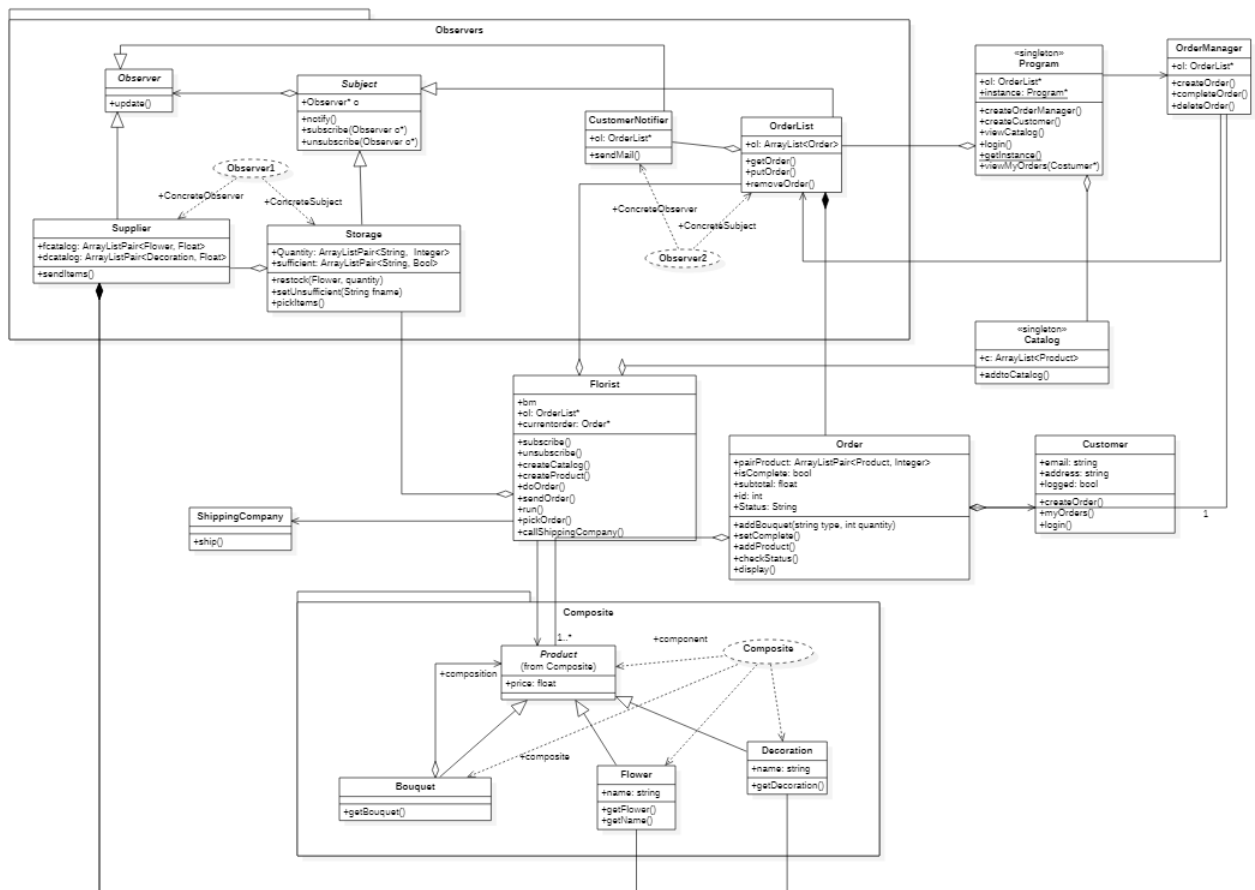 Observers
Observer
+update()
Subject
+Observer* o
+notify()
+subscribe(Observer o*)
+unsubscribe(Observer o*)
CustomerNotifier
+ol: OrderList*
+sendMail()
OrderList
+ol: ArrayList<Order>
+getOrder()
+putOrder()
+removeOrder()
«singleton»
Program
+ol: OrderList*
+instance: Program*
+createOrderManager()
+createCustomer()
+viewCatalog()
+login()
+getInstance()
+viewMyOrders(Costumer*)
OrderManager
+ol: OrderList*
+createOrder()
+completeOrder()
+deleteOrder()
Observer1
+ConcreteObserver
+ConcreteSubject
+ConcreteObserver
+ConcreteSubject
Observer2
Supplier
+fcatalog: ArrayListPair<Flower, Float>
+dcatalog: ArrayListPair<Decoration, Float>
+sendItems()
Storage
+Quantity: ArrayListPair<String, Integer>
+sufficient: ArrayListPair<String, Bool>
+restock(Flower, quantity)
+setUnsufficient(String fname)
+pickItems()
«singleton»
Catalog
+c: ArrayList<Product>
+addtoCatalog()
Florist
+bm
+ol: OrderList*
+currentorder: Order*
+subscribe()
+unsubscribe()
+createCatalog()
+createProduct()
+doOrder()
+sendOrder()
+run()
+pickOrder()
+callShippingCompany()
Order
+pairProduct: ArrayListPair<Product, Integer>
+isComplete: bool
+subtotal: float
+id: int
+Status: String
+addBouquet(string type, int quantity)
+setComplete()
+addProduct()
+checkStatus()
+display()
Customer
+email: string
+address: string
+logged: bool
+createOrder()
+myOrders()
+login()
1
ShippingCompany
+ship()
Composite
1..*
Product
(from Composite)
+price: float
+component
Composite
+composition
+composite
Bouquet
+getBouquet()
Flower
+name: string
+getFlower()
+getName()
Decoration
+name: string
+getDecoration()